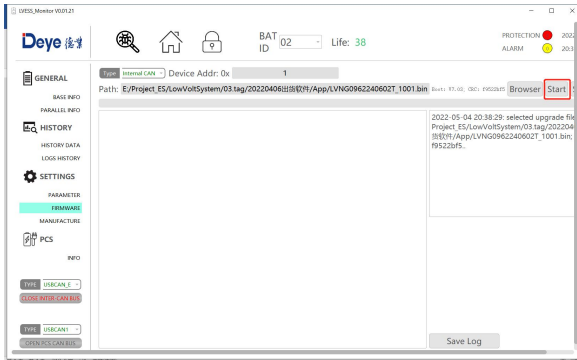 LVESS_Monitor V0.01.21
Deye 德业
BAT ID 02 Life: 38
PROTECTION 2022
ALARM 20:3
GENERAL
BASE INFO
PARALLEL INFO
HISTORY
HISTORY DATA
LOGS HISTORY
SETTINGS
PARAMETER
FIRMWARE
MANUFACTURE
PCS
INFO
TYPE USBCAN_E
CLOSE INTER-CAN BUS
TYPE USBCAN1
OPEN PCS CAN BUS
Type Internal CAN Device Addr: 0x 1
Path: E:/Project_ES/LowVoltSystem/03.tag/20220406出货软件/App/LVNG0962240602T_1001.bin CRC: f9522bf5 Browser Start S
2022-05-04 20:38:29: selected upgrade file
Project_ES/LowVoltSystem/03.tag/202204
货软件/App/LVNG0962240602T_1001.bin;
f9522bf5..
Save Log